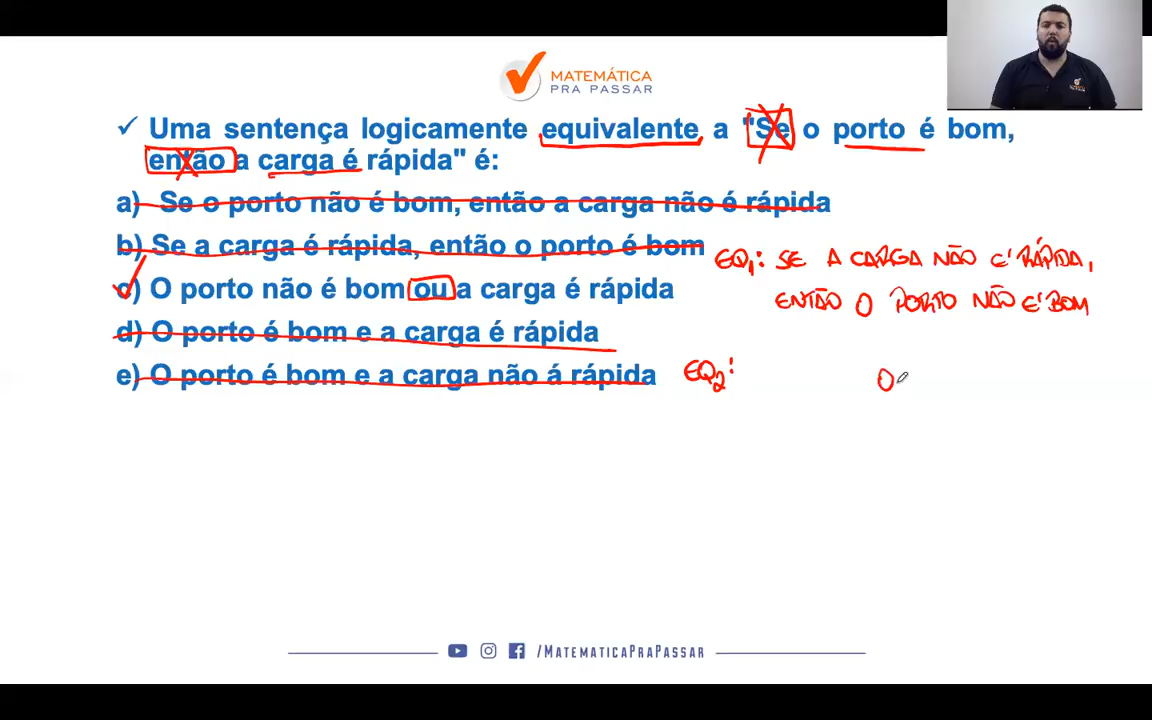 MATEMÁTICA
PRA PASSAR
✓ Uma sentença logicamente equivalente a "Se o porto é bom,
então a carga é rápida" é:
a) Se o porto não é bom, então a carga não é rápida
b) Se a carga é rápida, então o porto é bom
c) O porto não é bom ou a carga é rápida
d) O porto é bom e a carga é rápida
e) O porto é bom e a carga não á rápida
EQ1: SE A CARGA NÃO É RÁPIDA,
ENTÃO O PORTO NÃO É BOM
EQ2: O
/MATEMATICAPRAPASSAR